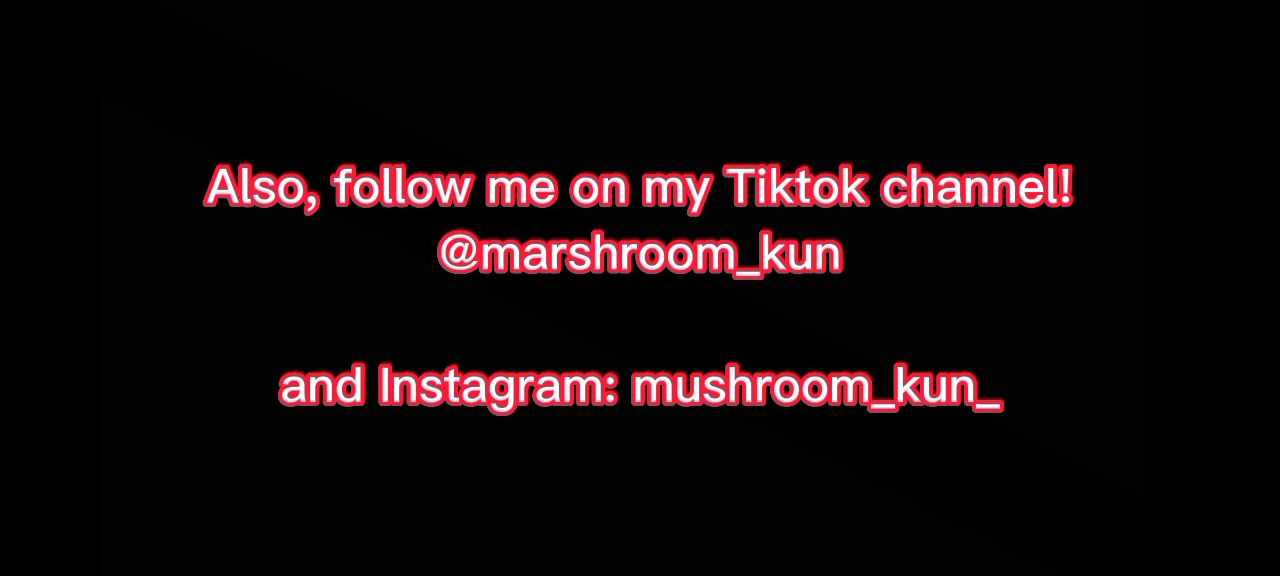 Also, follow me on my Tiktok channel!
@marshroom_kun
and Instagram: mushroom_kun_